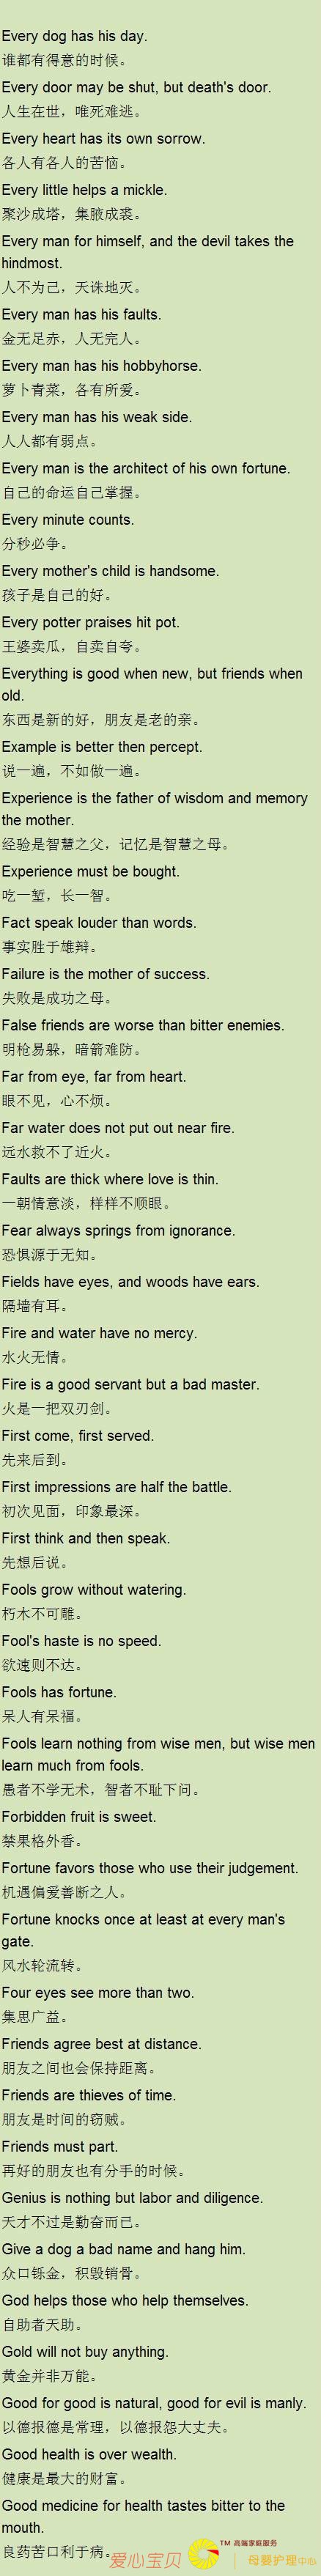 Every dog has his day.
谁都有得意的时候。
Every door may be shut, but death's door.
人生在世，唯死难逃。
Every heart has its own sorrow.
各人有各人的苦恼。
Every little helps a mickle.
聚沙成塔，集腋成裘。
Every man for himself, and the devil takes the
hindmost.
人不为己，天诛地灭。
Every man has his faults.
金无足赤，人无完人。
Every man has his hobbyhorse.
萝卜青菜，各有所爱。
Every man has his weak side.
人人都有弱点。
Every man is the architect of his own fortune.
自己的命运自己掌握。
Every minute counts.
分秒必争。
Every mother's child is handsome.
孩子是自己的好。
Every potter praises hit pot.
王婆卖瓜，自卖自夸。
Everything is good when new, but friends when
old.
东西是新的好，朋友是老的亲。
Example is better then percept.
说一遍，不如做一遍。
Experience is the father of wisdom and memory
the mother.
经验是智慧之父，记忆是智慧之母。
Experience must be bought.
吃一堑，长一智。
Fact speak louder than words.
事实胜于雄辩。
Failure is the mother of success.
失败是成功之母。
False friends are worse than bitter enemies.
明枪易躲，暗箭难防。
Far from eye, far from heart.
眼不见，心不烦。
Far water does not put out near fire.
远水救不了近火。
Faults are thick where love is thin.
一朝情意淡，样样不顺眼。
Fear always springs from ignorance.
恐惧源于无知。
Fields have eyes, and woods have ears.
隔墙有耳。
Fire and water have no mercy.
水火无情。
Fire is a good servant but a bad master.
火是一把双刃剑。
First come, first served.
先来后到。
First impressions are half the battle.
初次见面，印象最深。
First think and then speak.
先想后说。
Fools grow without watering.
朽木不可雕。
Fool's haste is no speed.
欲速则不达。
Fools has fortune.
呆人有呆福。
Fools learn nothing from wise men, but wise men
learn much from fools.
愚者不学无术，智者不耻下问。
Forbidden fruit is sweet.
禁果格外香。
Fortune favors those who use their judgement.
机遇偏爱善断之人。
Fortune knocks once at least at every man's
gate.
风水轮流转。
Four eyes see more than two.
集思广益。
Friends agree best at distance.
朋友之间也会保持距离。
Friends are thieves of time.
朋友是时间的窃贼。
Friends must part.
再好的朋友也有分手的时候。
Genius is nothing but labor and diligence.
天才不过是勤奋而已。
Give a dog a bad name and hang him.
众口铄金，积毁销骨。
God helps those who help themselves.
自助者天助。
Gold will not buy anything.
黄金并非万能。
Good for good is natural, good for evil is manly.
以德报德是常理，以德报怨大丈夫。
Good health is over wealth.
健康是最大的财富。
Good medicine for health tastes bitter to the
mouth.
良药苦口利于病。
爱心宝贝 TM 高端家庭服务
母婴护理中心